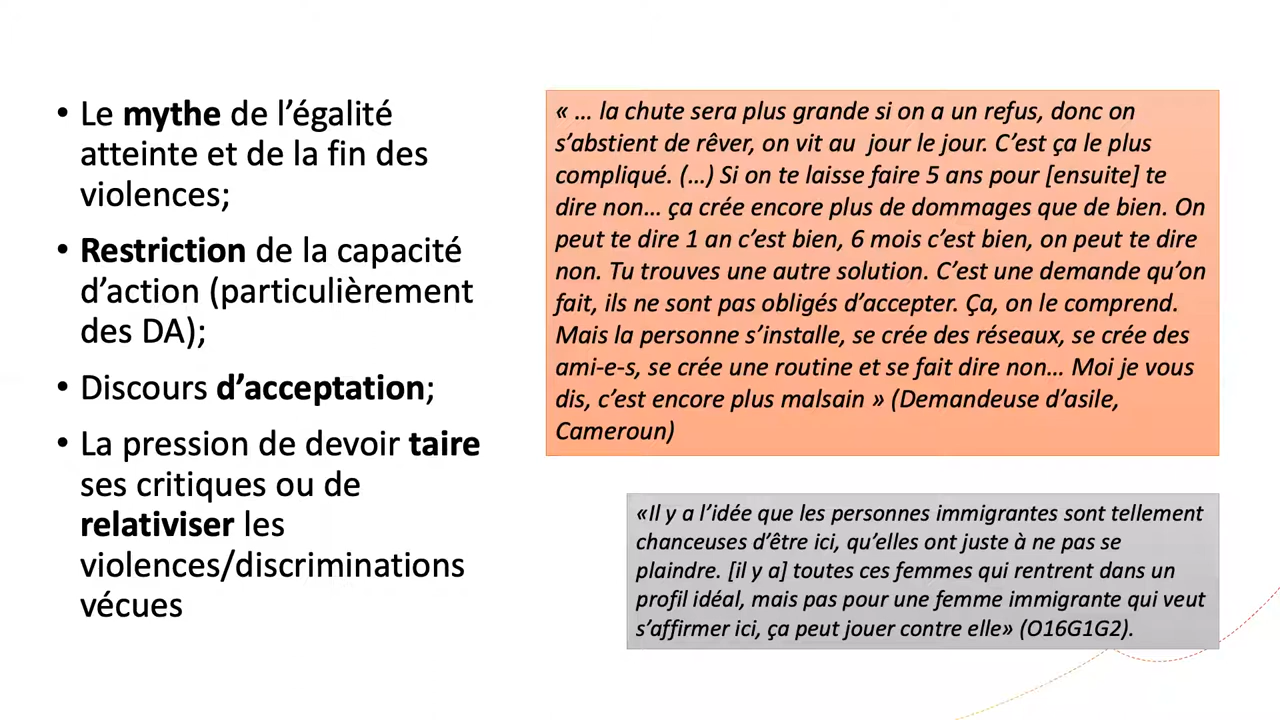 • Le mythe de l’égalité
atteinte et de la fin des
violences;
• Restriction de la capacité
d’action (particulièrement
des DA);
• Discours d’acceptation;
• La pression de devoir taire
ses critiques ou de
relativiser les
violences/discriminations
vécues
« … la chute sera plus grande si on a un refus, donc on
s’abstient de rêver, on vit au  jour le jour. C’est ça le plus
compliqué. (…) Si on te laisse faire 5 ans pour [ensuite] te
dire non… ça crée encore plus de dommages que de bien. On
peut te dire 1 an c’est bien, 6 mois c’est bien, on peut te dire
non. Tu trouves une autre solution. C’est une demande qu’on
fait, ils ne sont pas obligés d’accepter. Ça, on le comprend.
Mais la personne s’installe, se crée des réseaux, se crée des
ami-e-s, se crée une routine et se fait dire non… Moi je vous
dis, c’est encore plus malsain » (Demandeuse d’asile,
Cameroun)
«Il y a l’idée que les personnes immigrantes sont tellement
chanceuses d’être ici, qu’elles ont juste à ne pas se
plaindre. [il y a] toutes ces femmes qui rentrent dans un
profil idéal, mais pas pour une femme immigrante qui veut
s’affirmer ici, ça peut jouer contre elle» (O16G1G2).